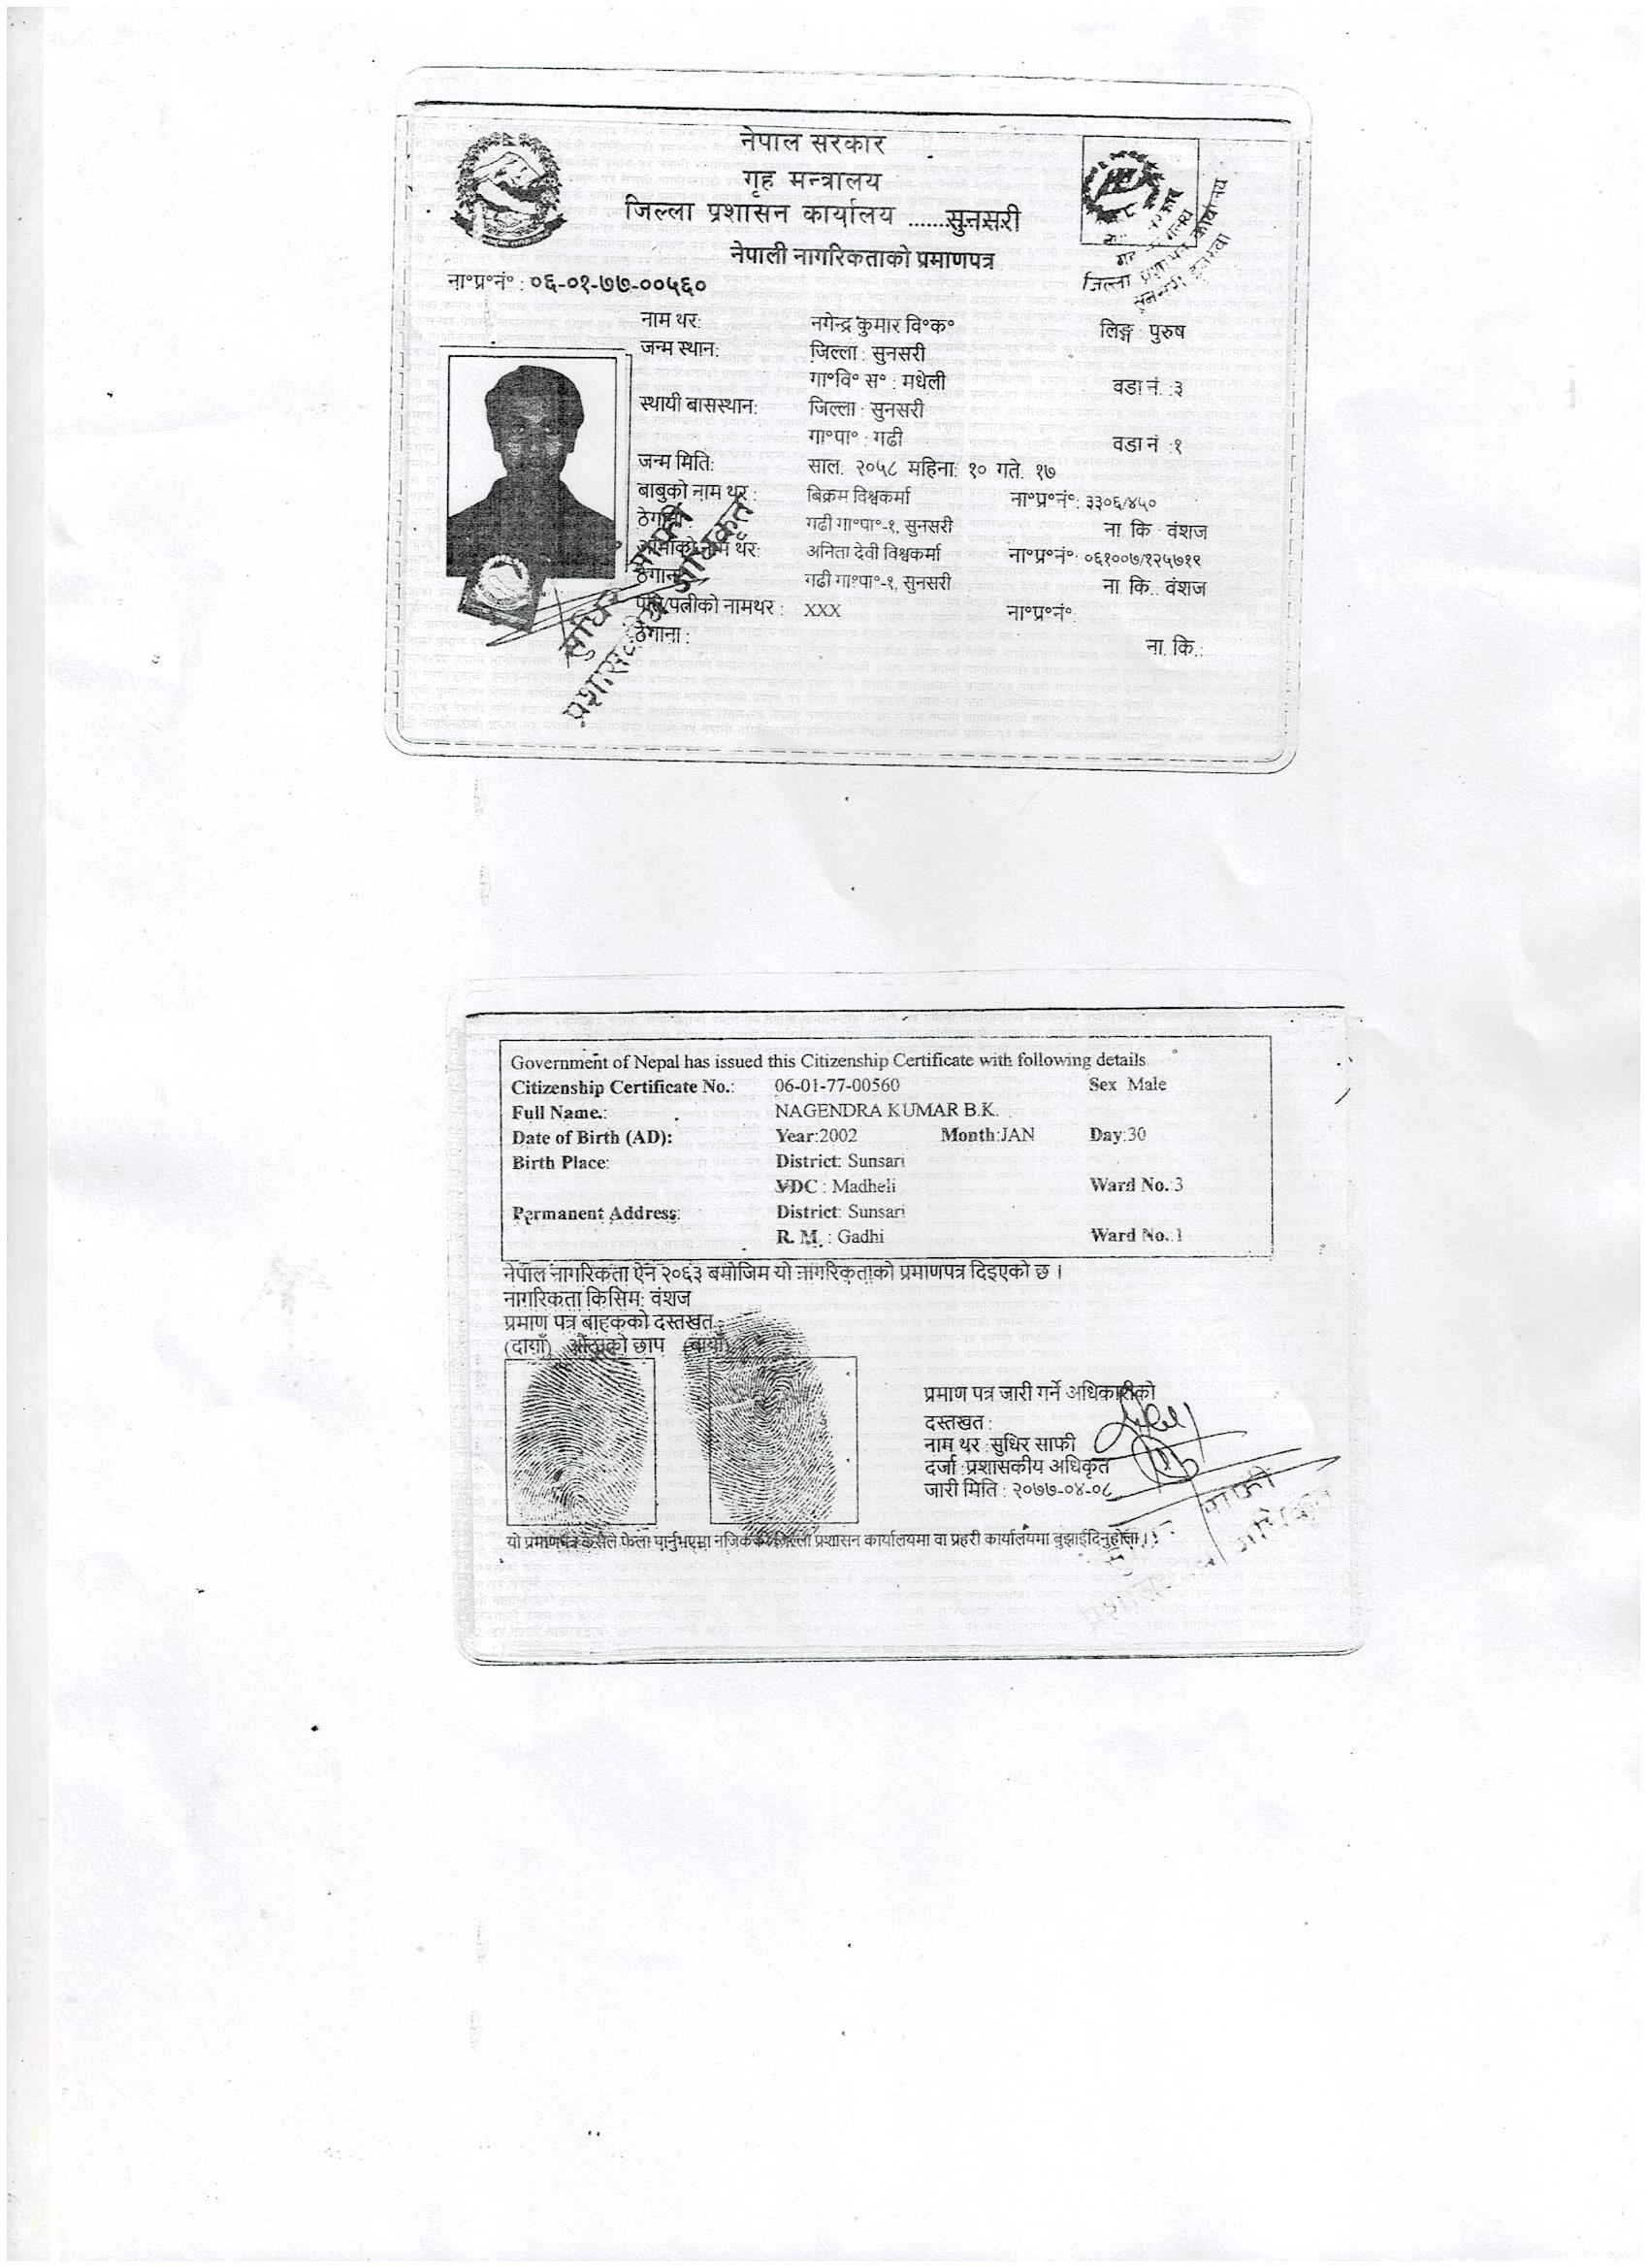 नेपाल सरकार
गृह मन्त्रालय
जिल्ला प्रशासन कार्यालय ......सुनसरी
नेपाली नागरिकताको प्रमाणपत्र
ना॰प्र॰नं॰ : ०६-०१-७७-००५६०
नाम थर: नगेन्द्र कुमार वि॰क॰ लिङ्ग : पुरुष
जन्म स्थान: जिल्ला : सुनसरी
गा॰वि॰ स॰ : मधेली वडा नं. :३
स्थायी बासस्थान: जिल्ला : सुनसरी
गा॰पा॰ : गढी वडा नं :१
जन्म मिति: साल. २०५८ महिना: १० गते. १७
बाबुको नाम थर : बिक्रम विश्वकर्मा ना॰प्र॰नं॰: ३३०६/४५०
ठेगाना गढी गा॰पा॰-१, सुनसरी ना कि वंशज
आमाको नाम थर: अनिता देवी विश्वकर्मा ना॰प्र॰नं॰: ०६१००७/१२५७१९
ठेगाना गढी गा॰पा॰-१, सुनसरी ना कि.. वंशज
पति/पत्नीको नामथर : XXX ना॰प्र॰नं॰
ठेगाना : ना. कि.:
जिल्ला प्रशासन कार्यालय
सुधिर साफी
प्रशासकीय अधिकृत
Government of Nepal has issued this Citizenship Certificate with following details
Citizenship Certificate No.: 06-01-77-00560 Sex Male
Full Name.: NAGENDRA KUMAR B.K.
Date of Birth (AD): Year:2002 Month:JAN Day:30
Birth Place: District: Sunsari
VDC : Madheli Ward No.:3
Permanent Address: District: Sunsari
R. M. : Gadhi Ward No.:1
नेपाल नागरिकता ऐन २०६३ बमोजिम यो नागरिकताको प्रमाणपत्र दिइएको छ ।
नागरिकता किसिम: वंशज
प्रमाण पत्र बाहकको दस्तखत :
(दायाँ) औंठाको छाप (बायाँ)
प्रमाण पत्र जारी गर्ने अधिकारीको
दस्तखत :
नाम थर :सुधिर साफी
दर्जा :प्रशासकीय अधिकृत
जारी मिति : २०७७-०४-०८
यो प्रमाणपत्र कसैले फेला पार्नुभएमा नजिकको जिल्ला प्रशासन कार्यालयमा वा प्रहरी कार्यालयमा बुझाईदिनुहोला ।